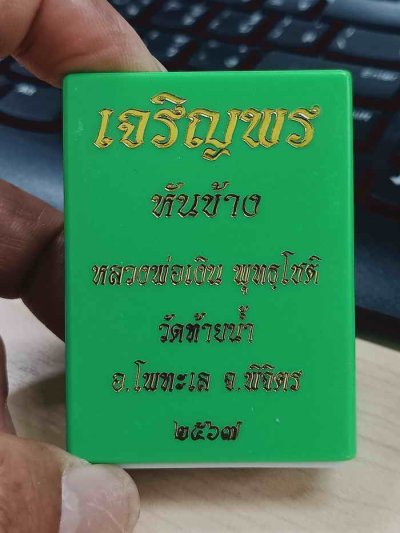 เจริญพร
หันข้าง
หลวงพ่อเงิน พุทธโชติ
วัดท้ายน้ำ
อ.โพทะเล จ.พิจิตร
๒๕๖๗